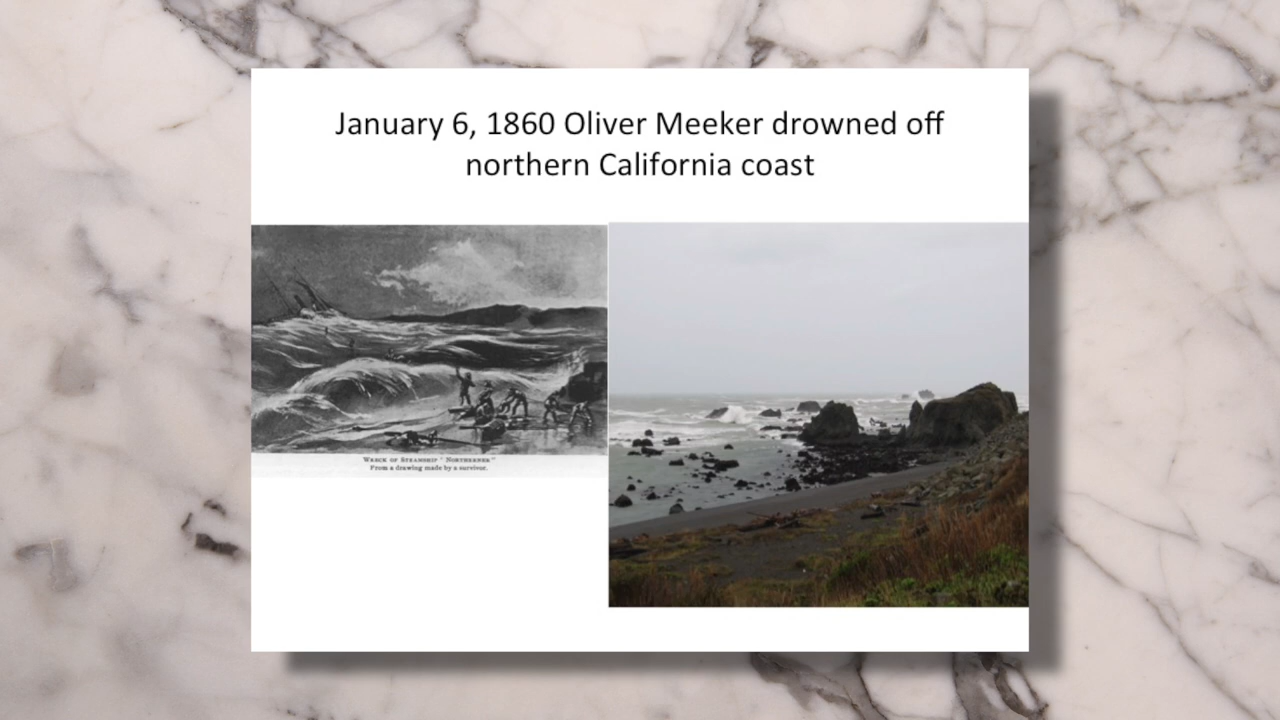 January 6, 1860 Oliver Meeker drowned off
northern California coast
Wreck of Steamship "Northerner"
From a drawing made by a survivor.